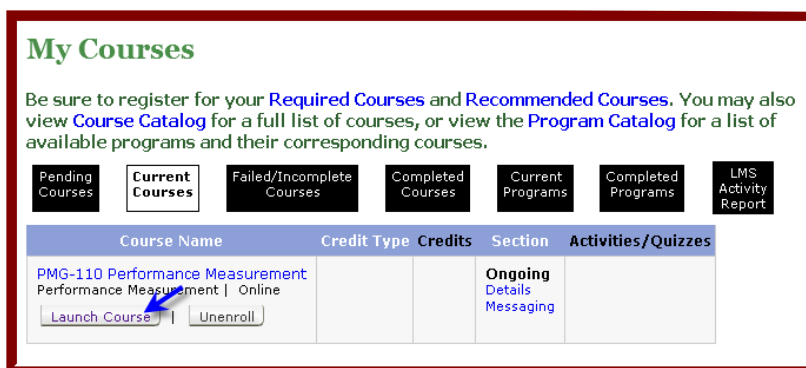 My Courses
Be sure to register for your Required Courses and Recommended Courses. You may also
view Course Catalog for a full list of courses, or view the Program Catalog for a list of
available programs and their corresponding courses.
Pending Courses
Current Courses
Failed/Incomplete Courses
Completed Courses
Current Programs
Completed Programs
LMS Activity Report
Course Name Credit Type Credits Section Activities/Quizzes
PMG-110 Performance Measurement Ongoing
Performance Measurement | Online Details
Messaging
Launch Course | Unenroll